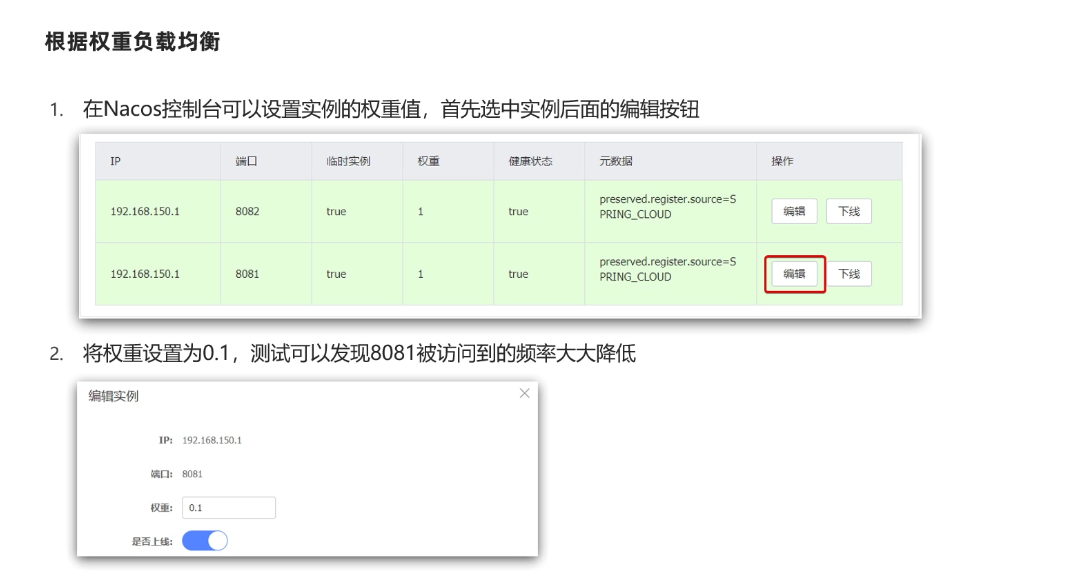 根据权重负载均衡
1. 在Nacos控制台可以设置实例的权重值，首先选中实例后面的编辑按钮
IP 端口 临时实例 权重 健康状态 元数据 操作
192.168.150.1 8082 true 1 true preserved.register.source=S
PRING_CLOUD 编辑 下线
192.168.150.1 8081 true 1 true preserved.register.source=S
PRING_CLOUD 编辑 下线
2. 将权重设置为0.1，测试可以发现8081被访问到的频率大大降低
编辑实例
IP: 192.168.150.1
端口: 8081
权重: 0.1
是否上线: